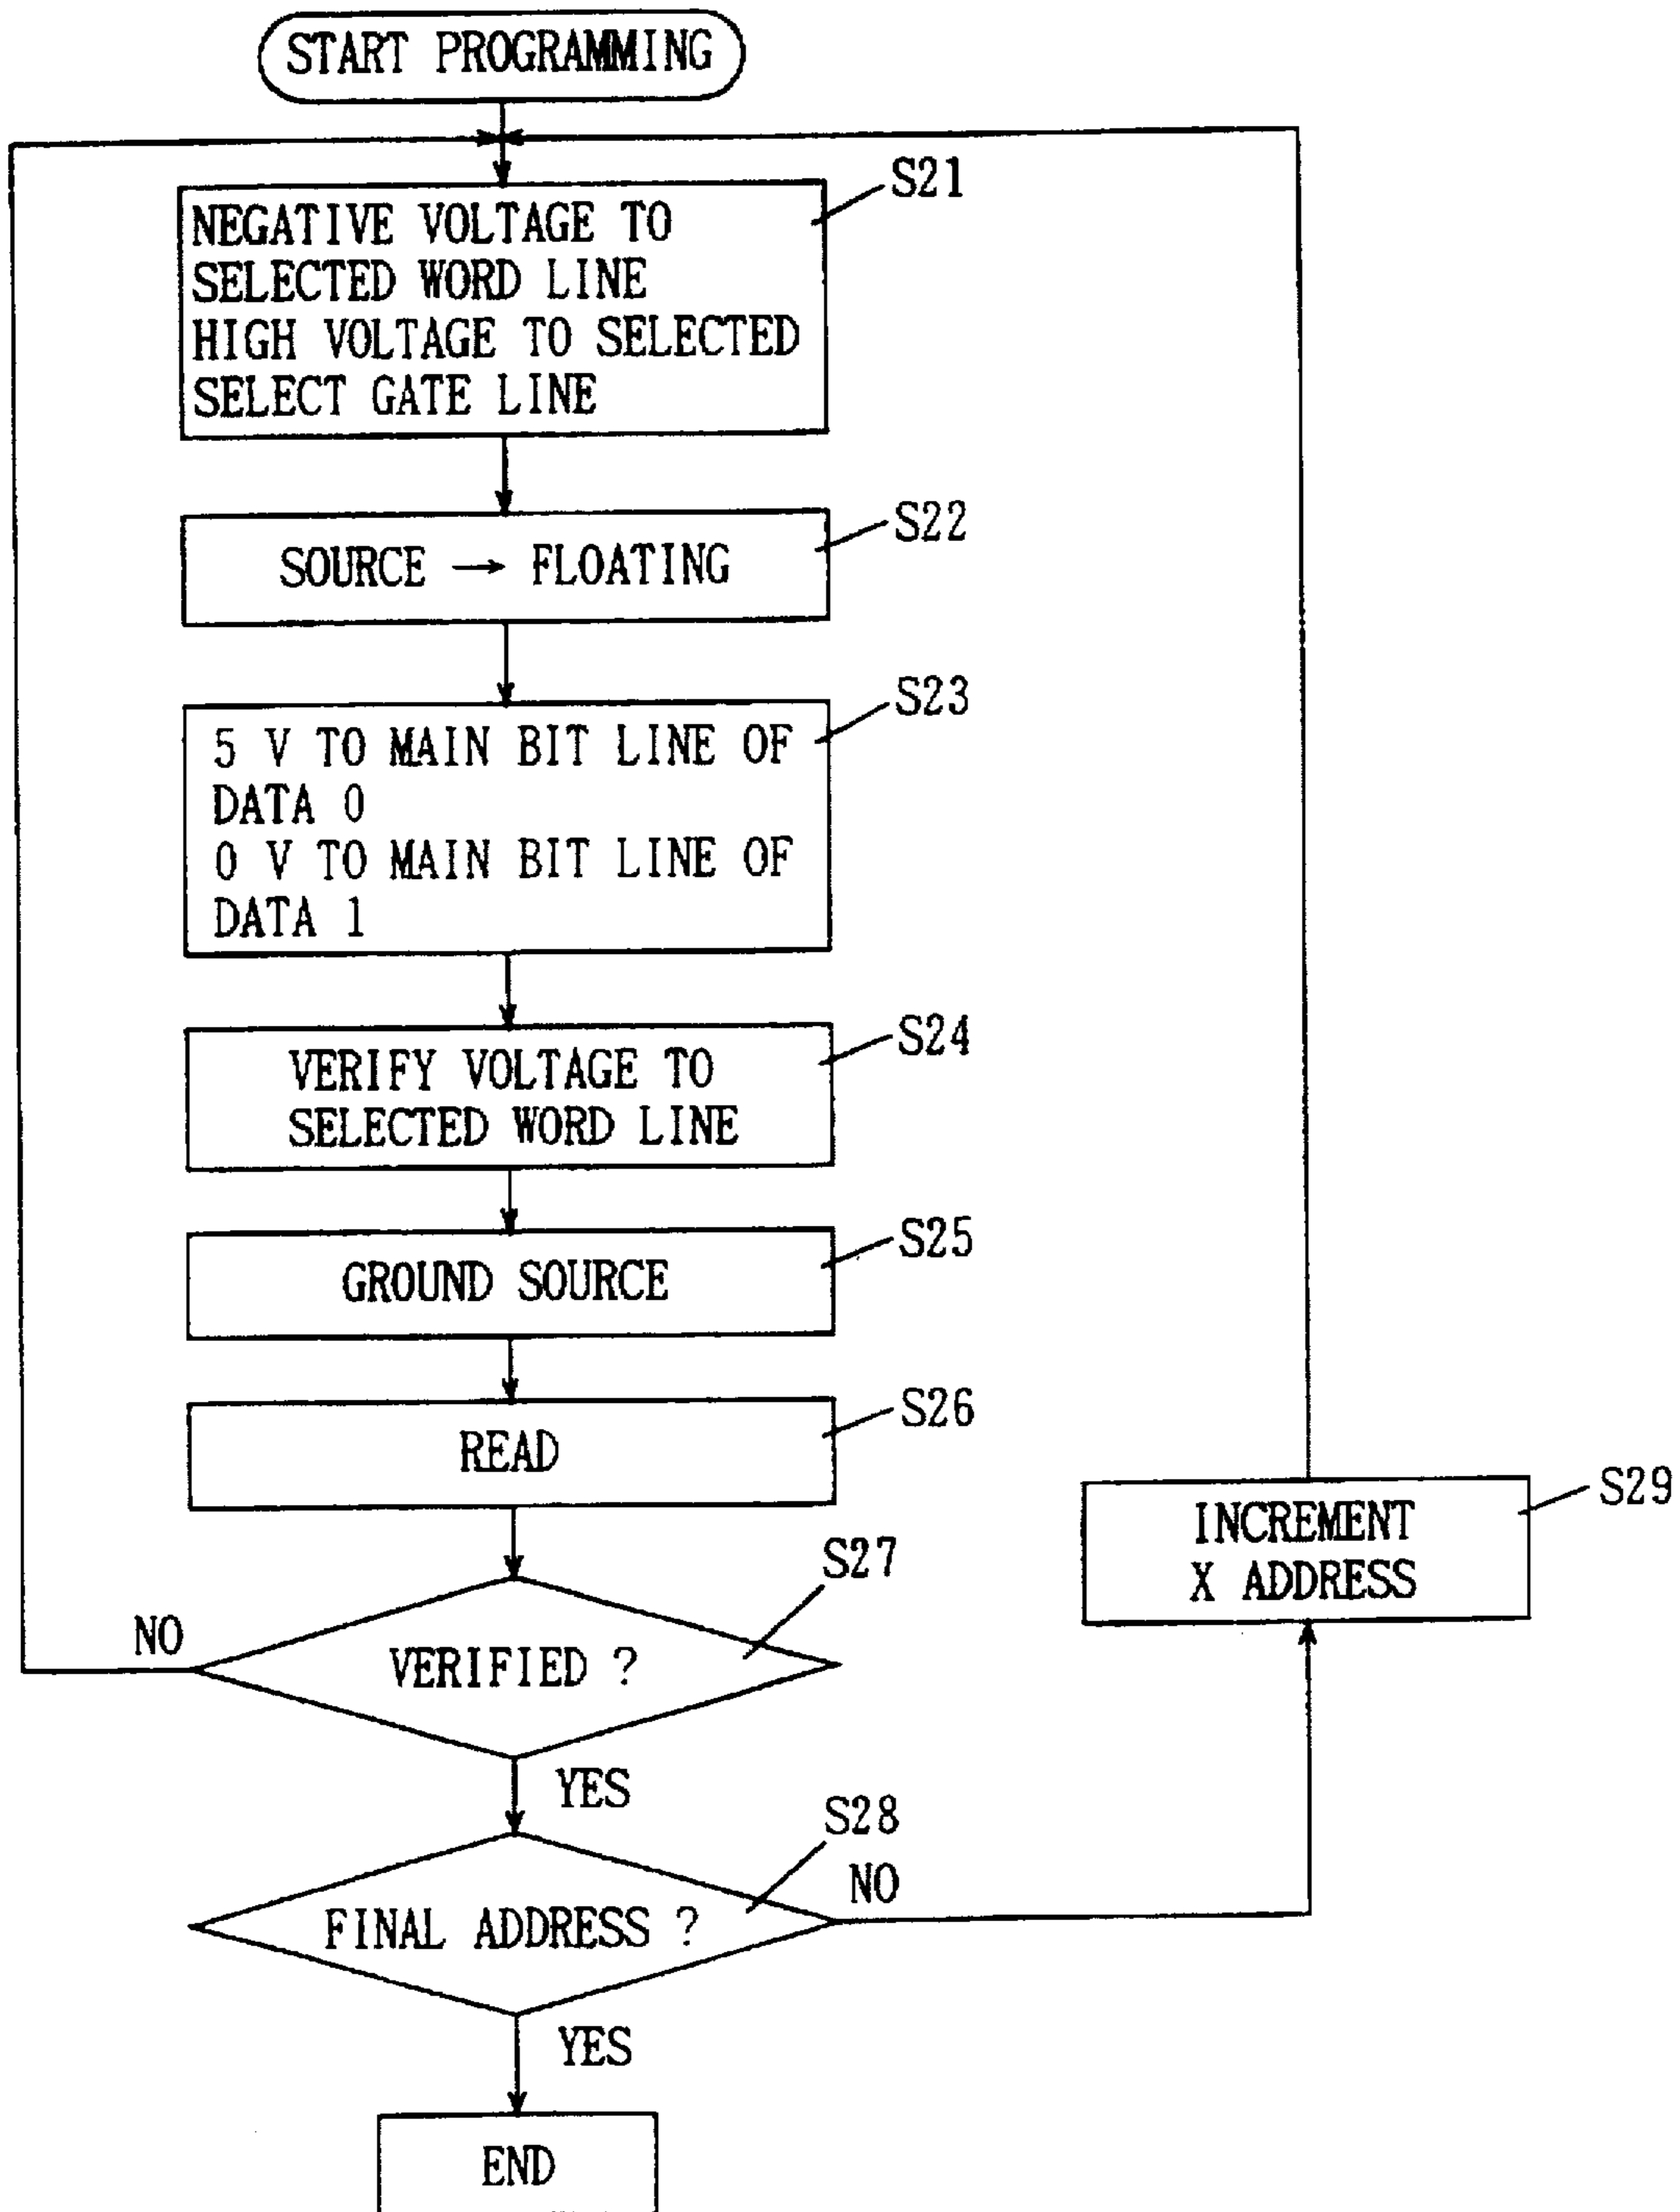 START PROGRAMMING
S21
NEGATIVE VOLTAGE TO
SELECTED WORD LINE
HIGH VOLTAGE TO SELECTED
SELECT GATE LINE
S22
SOURCE → FLOATING
S23
5 V TO MAIN BIT LINE OF
DATA 0
0 V TO MAIN BIT LINE OF
DATA 1
S24
VERIFY VOLTAGE TO
SELECTED WORD LINE
S25
GROUND SOURCE
S26
READ
S29
INCREMENT
X ADDRESS
S27
NO
VERIFIED ?
YES
S28
NO
FINAL ADDRESS ?
YES
END